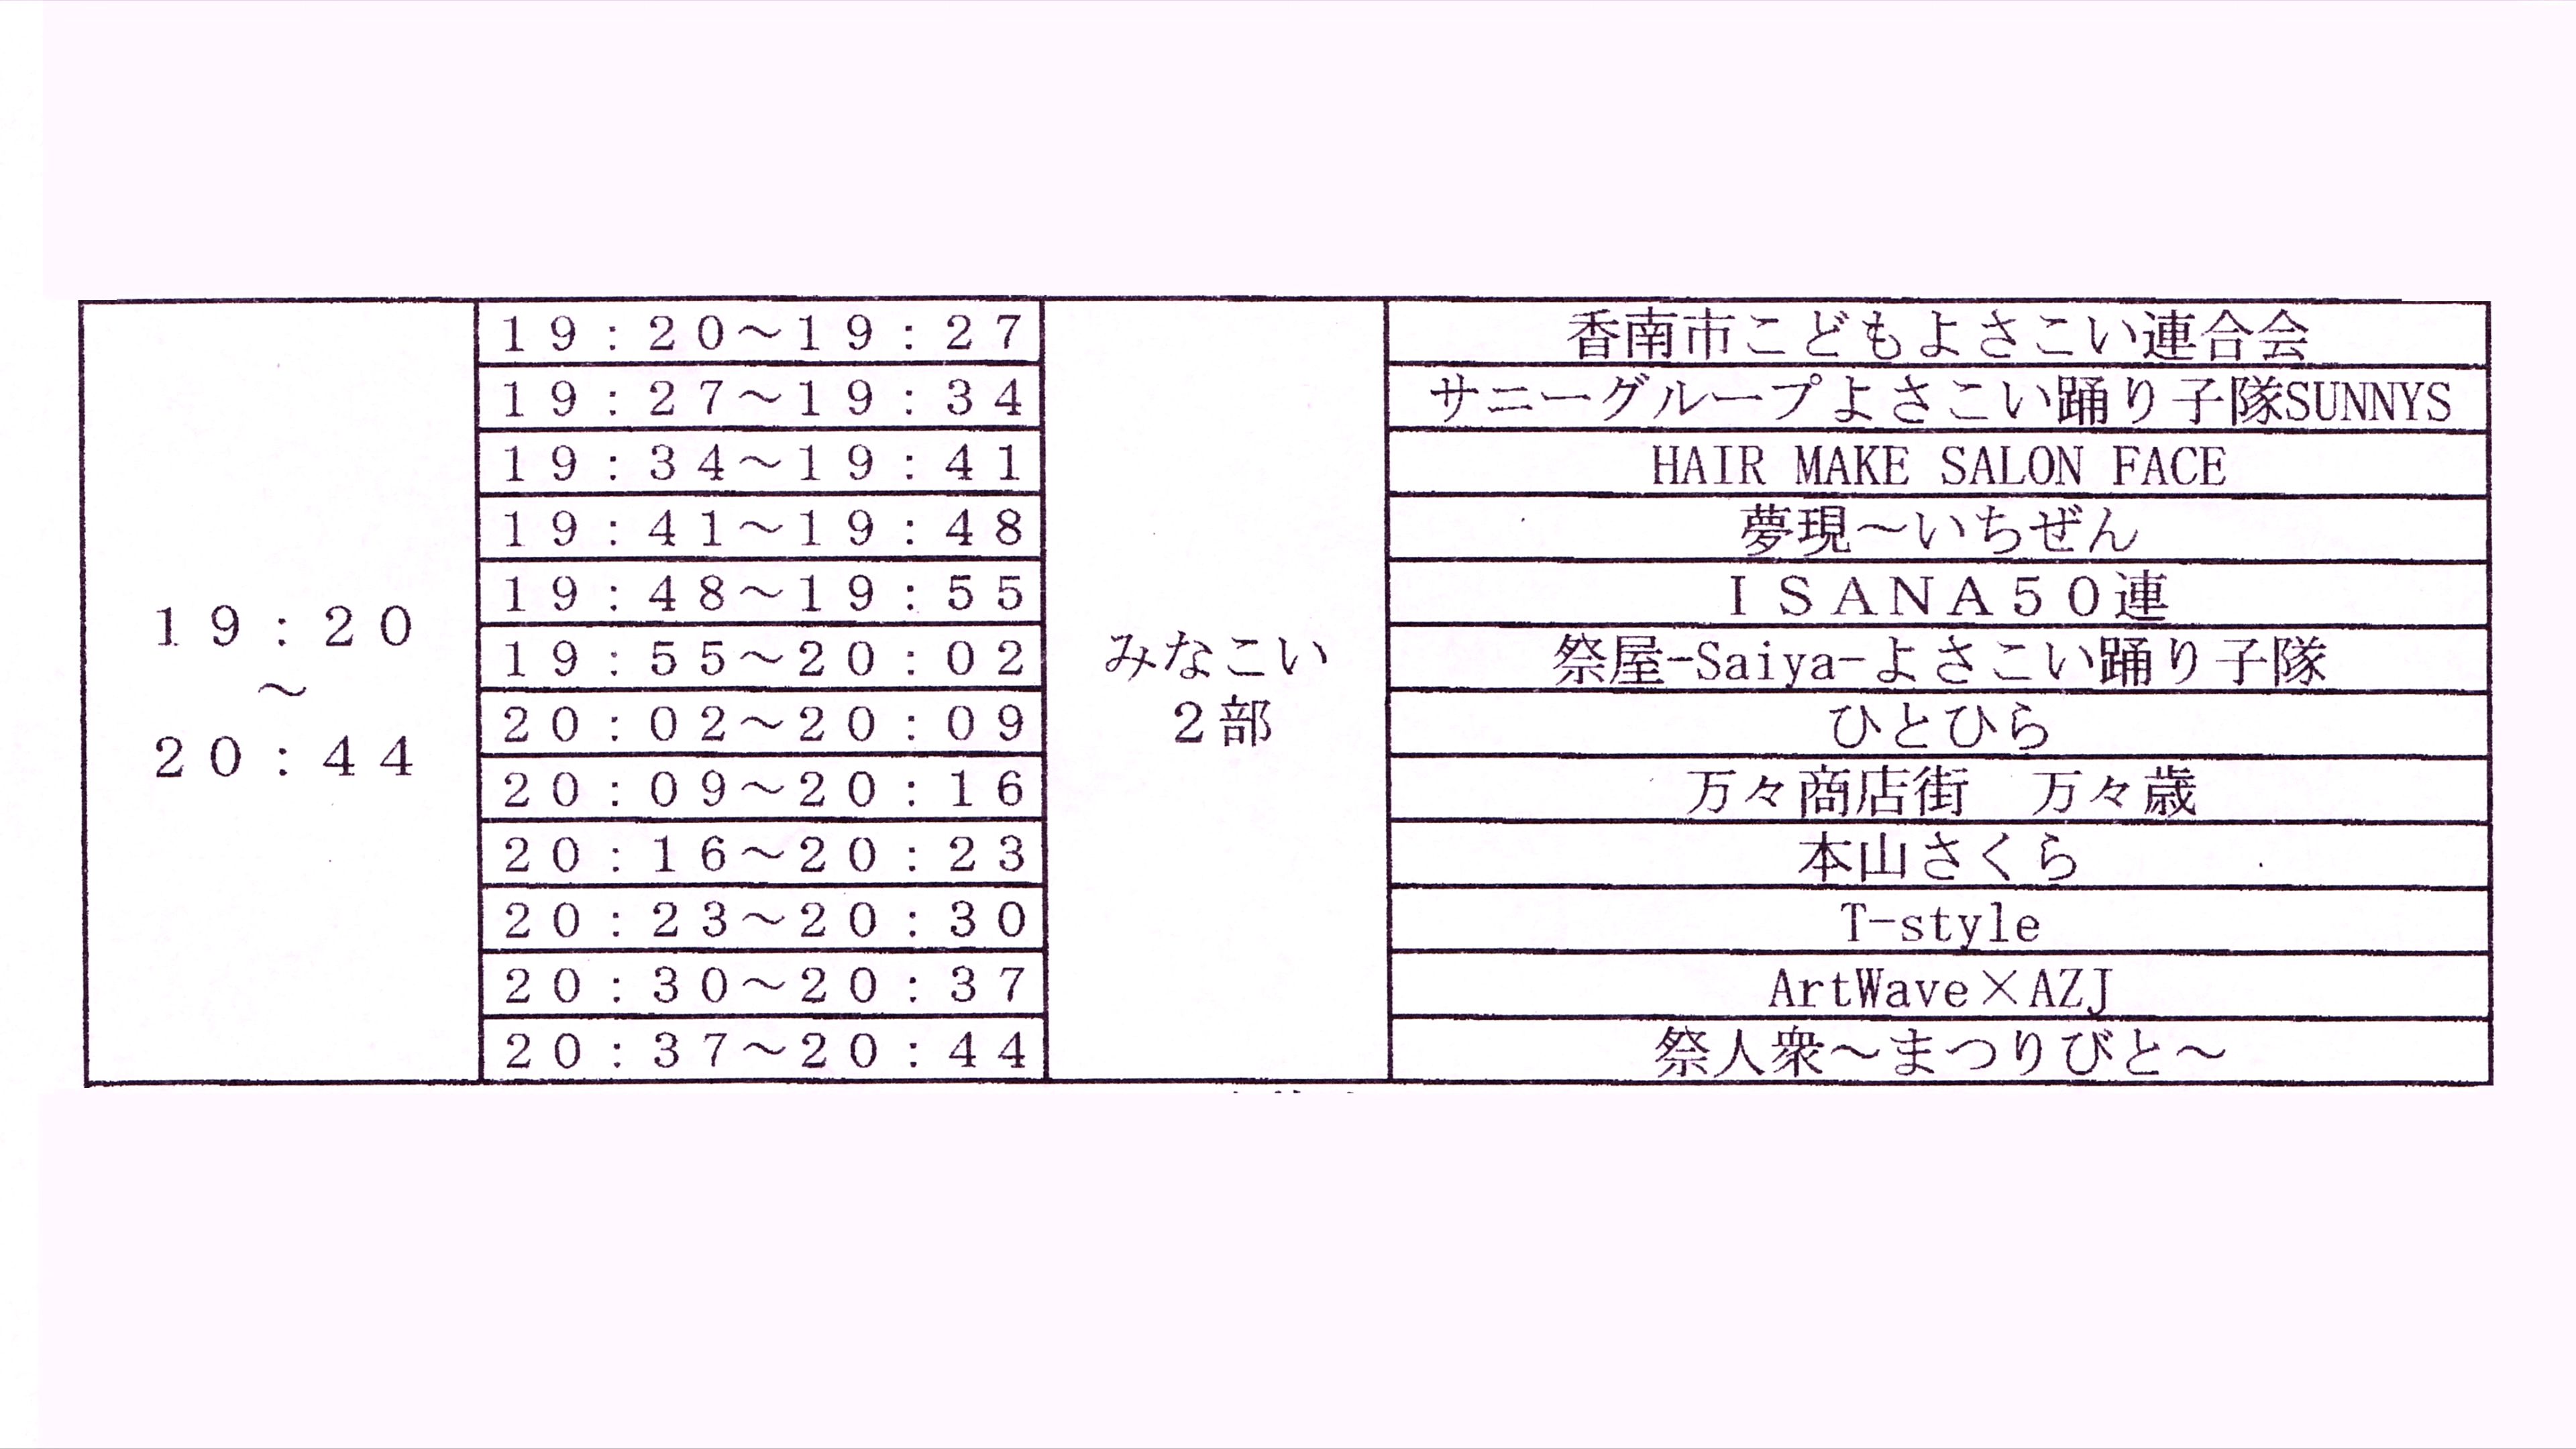 19：20
～
20：44
みなこい
2部
19：20～19：27 香南市こどもよさこい連合会
19：27～19：34 サニーグループよさこい踊り子隊SUNNYS
19：34～19：41 HAIR MAKE SALON FACE
19：41～19：48 夢現～いちぜん
19：48～19：55 ＩＳＡＮＡ５０連
19：55～20：02 祭屋-Saiya-よさこい踊り子隊
20：02～20：09 ひとひら
20：09～20：16 万々商店街　万々歳
20：16～20：23 本山さくら
20：23～20：30 T-style
20：30～20：37 ArtWave×AZJ
20：37～20：44 祭人衆～まつりびと～